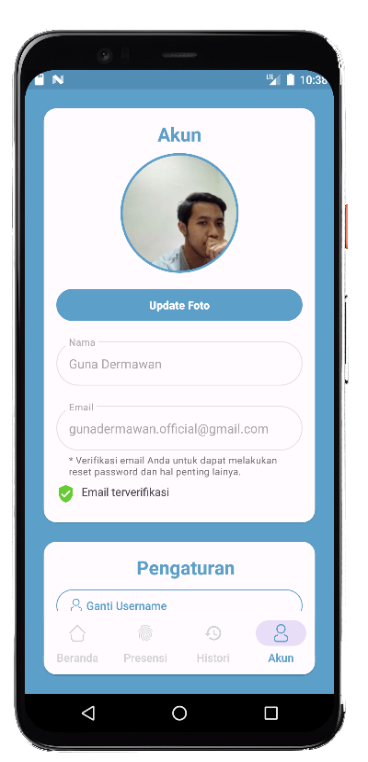 10:38
Akun
Update Foto
Nama
Guna Dermawan
Email
gunadermawan.official@gmail.com
* Verifikasi email Anda untuk dapat melakukan
reset password dan hal penting lainya.
Email terverifikasi
Pengaturan
Ganti Username
Beranda Presensi Histori Akun